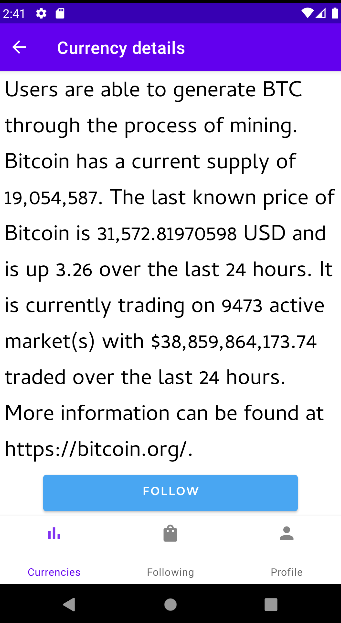 2:41
Currency details
Users are able to generate BTC
through the process of mining.
Bitcoin has a current supply of
19,054,587. The last known price of
Bitcoin is 31,572.81970598 USD and
is up 3.26 over the last 24 hours. It
is currently trading on 9473 active
market(s) with $38,859,864,173.74
traded over the last 24 hours.
More information can be found at
https://bitcoin.org/.
FOLLOW
Currencies Following Profile